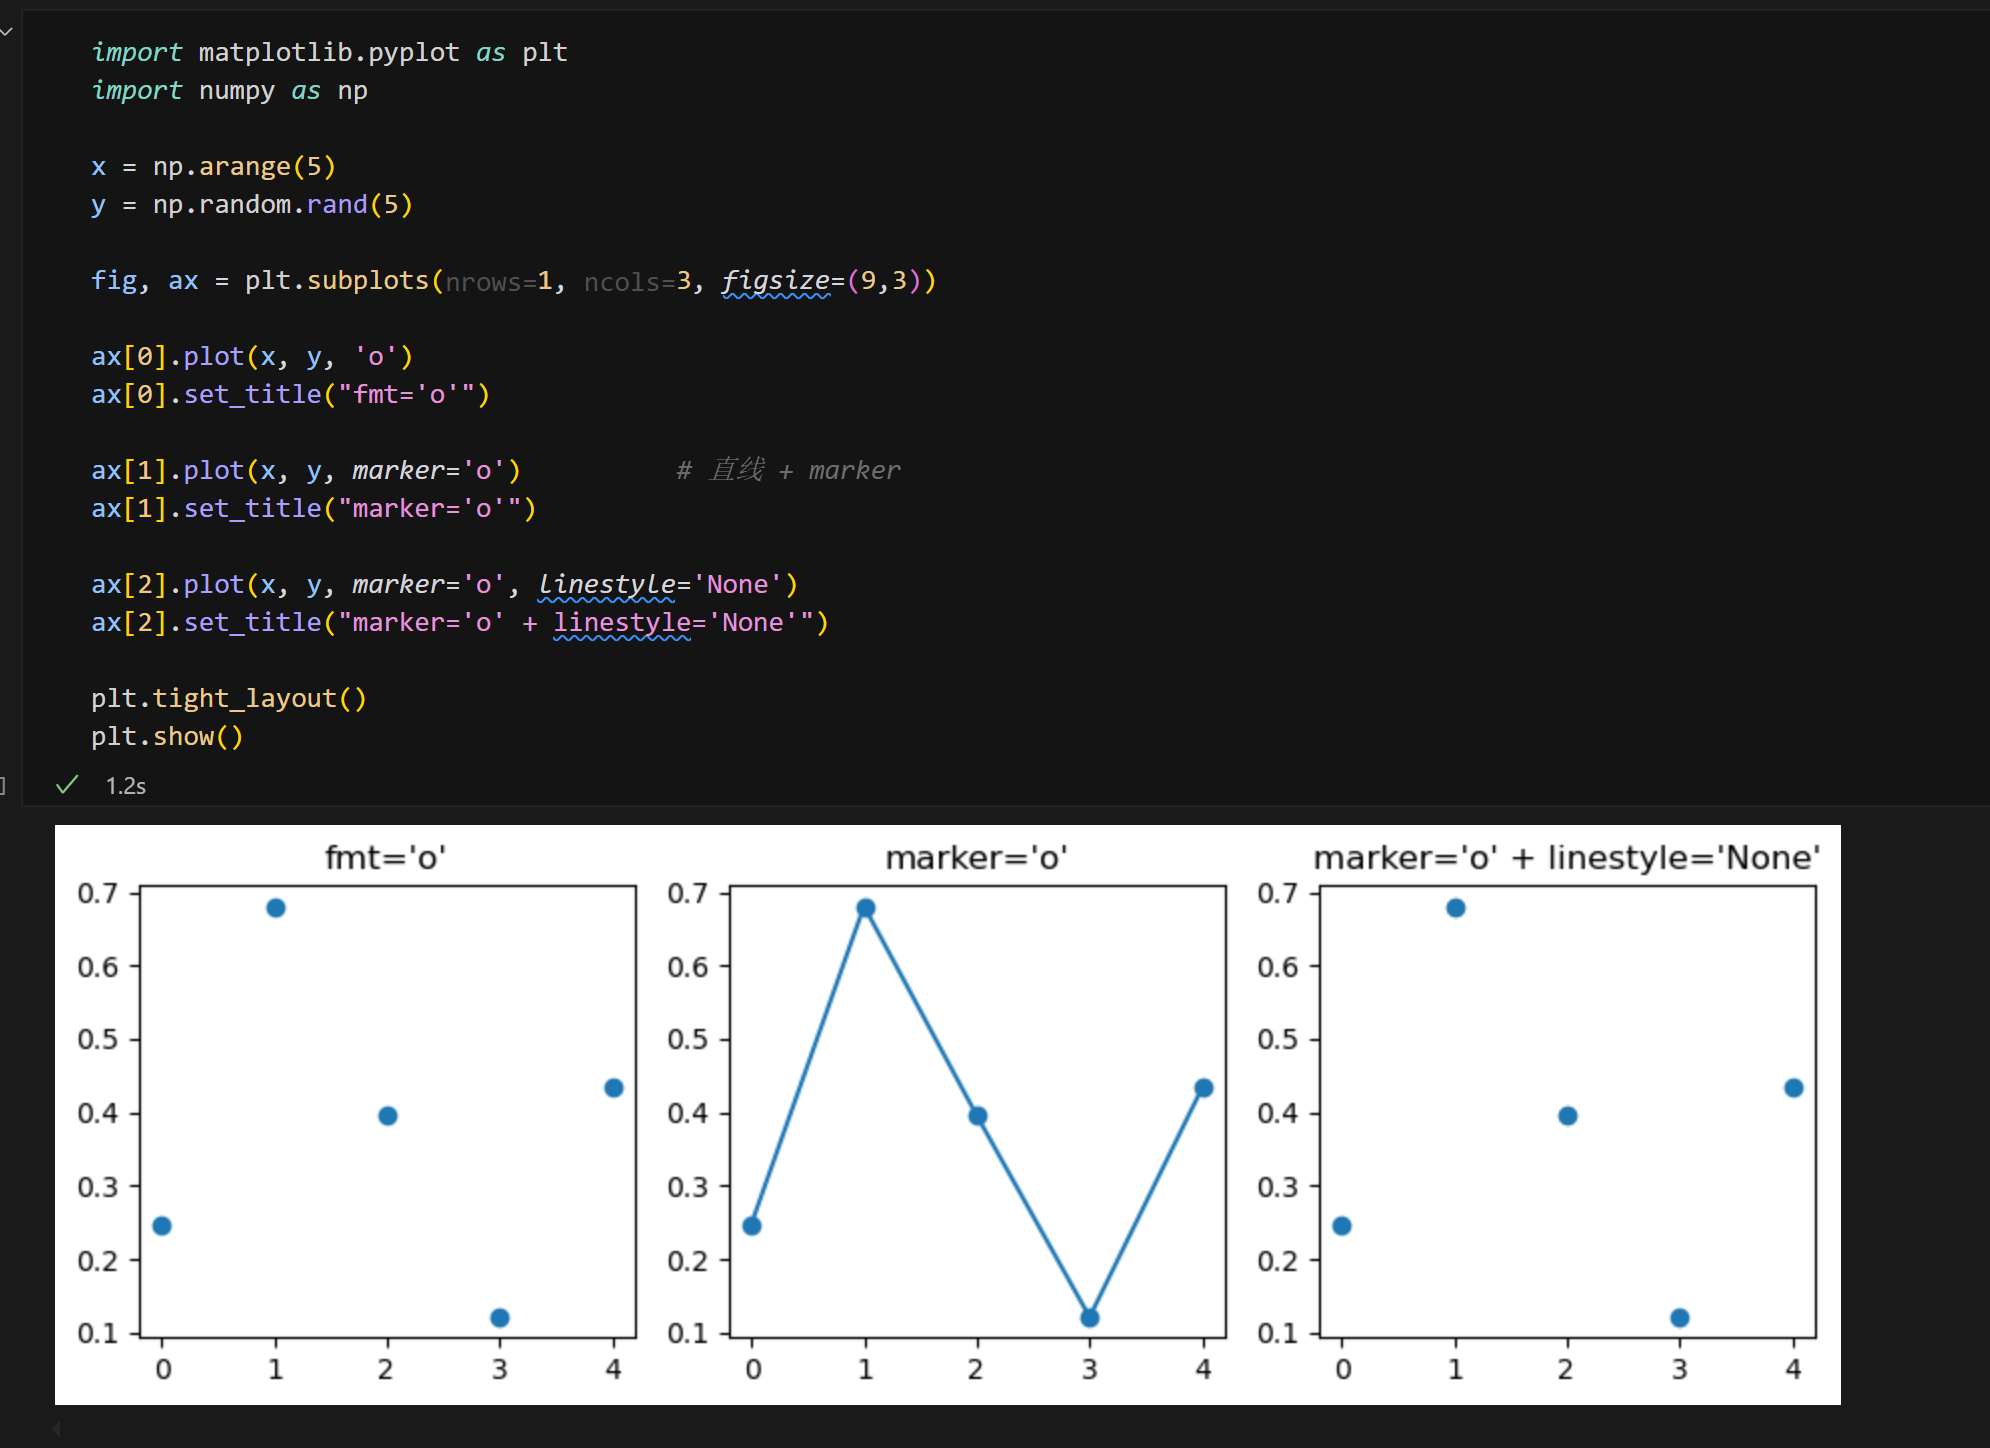 import matplotlib.pyplot as plt
import numpy as np
x = np.arange(5)
y = np.random.rand(5)
fig, ax = plt.subplots(nrows=1, ncols=3, figsize=(9,3))
ax[0].plot(x, y, 'o')
ax[0].set_title("fmt='o'")
ax[1].plot(x, y, marker='o')          # 直线 + marker
ax[1].set_title("marker='o'")
ax[2].plot(x, y, marker='o', linestyle='None')
ax[2].set_title("marker='o' + linestyle='None'")
plt.tight_layout()
plt.show()
1.2s
fmt='o'
0.7
0.6
0.5
0.4
0.3
0.2
0.1
0 1 2 3 4
marker='o'
0.7
0.6
0.5
0.4
0.3
0.2
0.1
0 1 2 3 4
marker='o' + linestyle='None'
0.7
0.6
0.5
0.4
0.3
0.2
0.1
0 1 2 3 4